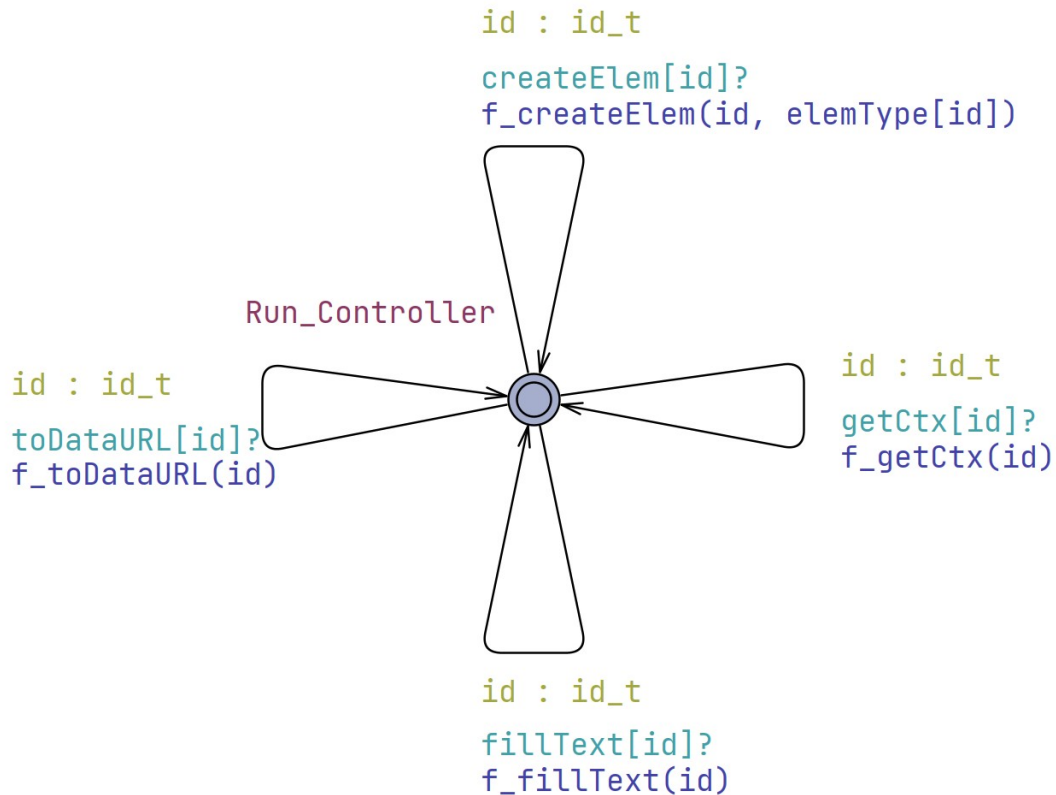 id : id_t
createElem[id]?
f_createElem(id, elemType[id])
Run_Controller
id : id_t
toDataURL[id]?
f_toDataURL(id)
id : id_t
getCtx[id]?
f_getCtx(id)
id : id_t
fillText[id]?
f_fillText(id)